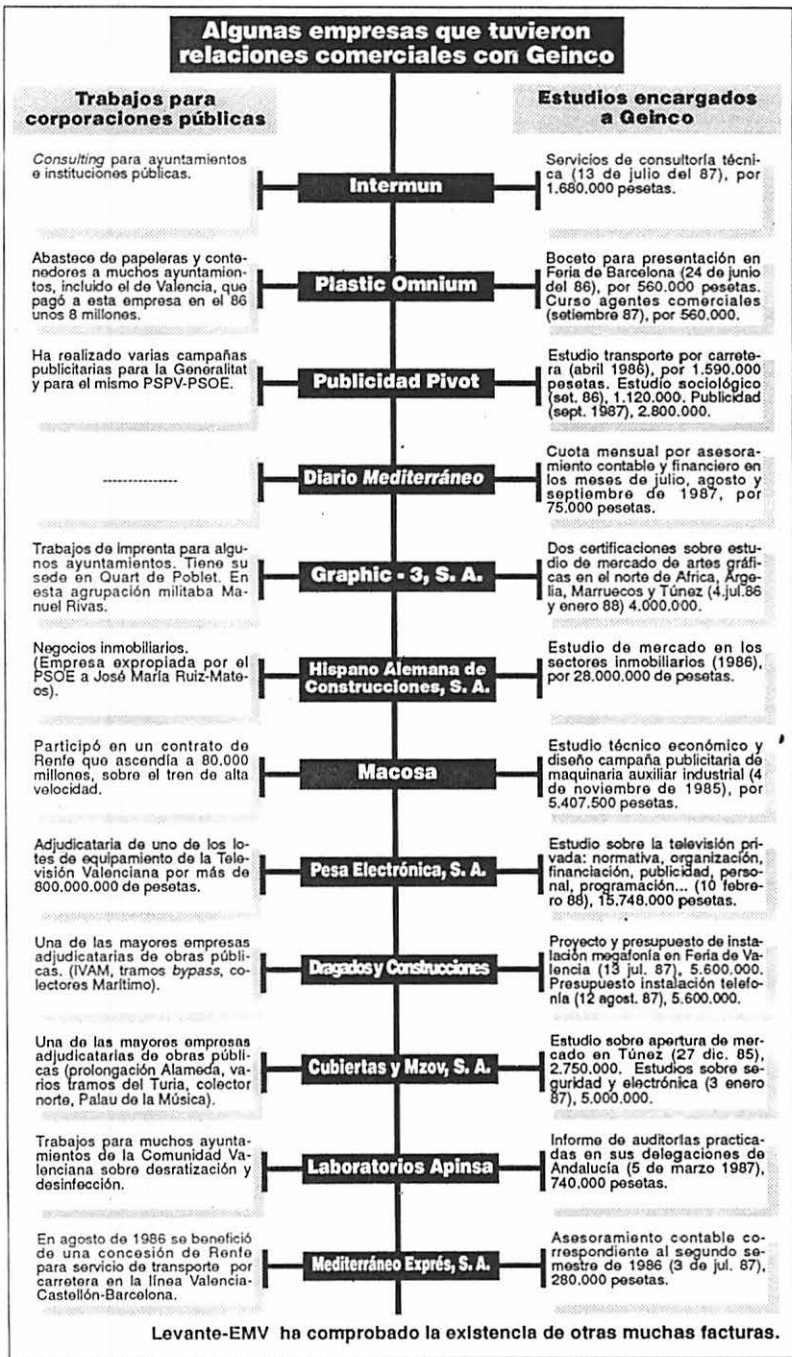 Algunas empresas que tuvieron
relaciones comerciales con Geinco
Trabajos para
corporaciones públicas
Estudios encargados
a Geinco
Consulting para ayuntamientos
e instituciones públicas.
Intermun
Servicios de consultoría técni-
ca (13 de julio del 87), por
1.680.000 pesetas.
Abastece de papeleras y conte-
nedores a muchos ayuntamien-
tos, incluido el de Valencia, que
pagó a esta empresa en el 86
unos 8 millones.
Plastic Omnium
Boceto para presentación en
Feria de Barcelona (24 de junio
del 86), por 560.000 pesetas.
Curso agentes comerciales
(setiembre 87), por 560.000.
Ha realizado varias campañas
publicitarias para la Generalitat
y para el mismo PSPV-PSOE.
Publicidad Pivot
Estudio transporte por carrete-
ra (abril 1986), por 1.590.000
pesetas. Estudio sociológico
(set. 86), 1.120.000. Publicidad
(sept. 1987), 2.800.000.
-------------
Diario Mediterráneo
Cuota mensual por asesora-
miento contable y financiero en
los meses de julio, agosto y
septiembre de 1987, por
75.000 pesetas.
Trabajos de imprenta para algu-
nos ayuntamientos. Tiene su
sede en Quart de Poblet. En
esta agrupación militaba Ma-
nuel Rivas.
Graphic - 3, S. A.
Dos certificaciones sobre estu-
dio de mercado de artes gráfi-
cas en el norte de Africa, Arge-
lia, Marruecos y Túnez (4.jul.86
y enero 88) 4.000.000.
Negocios inmobiliarios.
(Empresa expropiada por el
PSOE a José María Ruiz-Mate-
os).
Hispano Alemana de
Construcciones, S. A.
Estudio de mercado en los
sectores inmobiliarios (1986),
por 28.000.000 de pesetas.
Participó en un contrato de
Renfe que ascendía a 80.000
millones, sobre el tren de alta
velocidad.
Macosa
Estudio técnico económico y
diseño campaña publicitaria de
maquinaria auxiliar industrial (4
de noviembre de 1985), por
5.407.500 pesetas.
Adjudicataria de uno de los lo-
tes de equipamiento de la Tele-
visión Valenciana por más de
800.000.000 de pesetas.
Pesa Electrónica, S. A.
Estudio sobre la televisión pri-
vada: normativa, organización,
financiación, publicidad, perso-
nal, programación... (10 febre-
ro 88), 15.748.000 pesetas.
Una de las mayores empresas
adjudicatarias de obras públi-
cas. (IVAM, tramos bypass, co-
lectores Marítimo).
Dragados y Construcciones
Proyecto y presupuesto de insta-
lación megafonía en Feria de Va-
lencia (13 jul. 87), 5.600.000.
Presupuesto instalación telefo-
nía (12 agost. 87), 5.600.000.
Una de las mayores empresas
adjudicatarias de obras públi-
cas (prolongación Alameda, va-
rios tramos del Turia, colector
norte, Palau de la Música).
Cubiertas y Mzov, S. A.
Estudio sobre apertura de mer-
cado en Túnez (27 dic. 85),
2.750.000. Estudios sobre se-
guridad y electrónica (3 enero
87), 5.000.000.
Trabajos para muchos ayunta-
mientos de la Comunidad Va-
lenciana sobre desratización y
desinfección.
Laboratorios Apinsa
Informe de auditorías practica-
das en sus delegaciones de
Andalucía (5 de marzo 1987),
740.000 pesetas.
En agosto de 1986 se benefició
de una concesión de Renfe
para servicio de transporte por
carretera en la línea Valencia-
Castellón-Barcelona.
Mediterráneo Exprés, S. A.
Asesoramiento contable co-
rrespondiente al segundo se-
mestre de 1986 (3 de jul. 87),
280.000 pesetas.
Levante-EMV ha comprobado la existencia de otras muchas facturas.